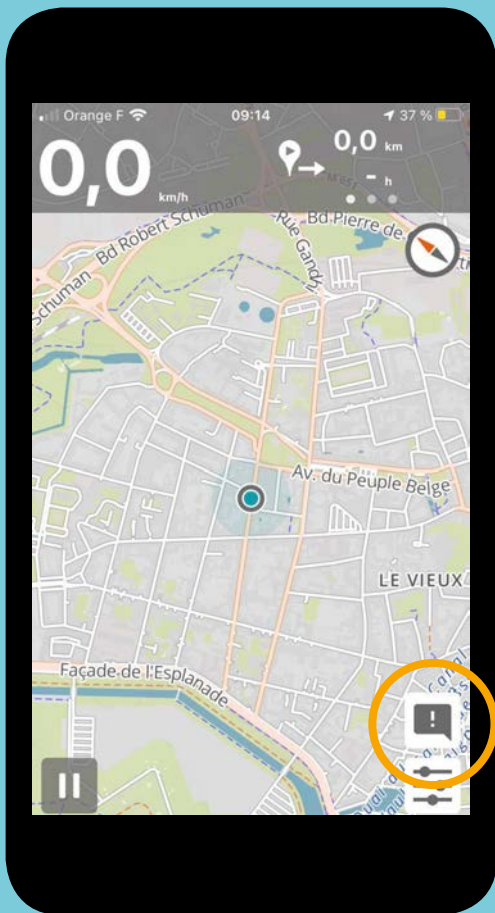 Orange F
09:14
37 %
0,0 km/h
0,0 km
- h
Bd Robert Schuman
Schuman
Rue Gandhi
Bd Pierre de
Av. du Peuple Belge
LE VIEUX
Façade de l'Esplanade
!